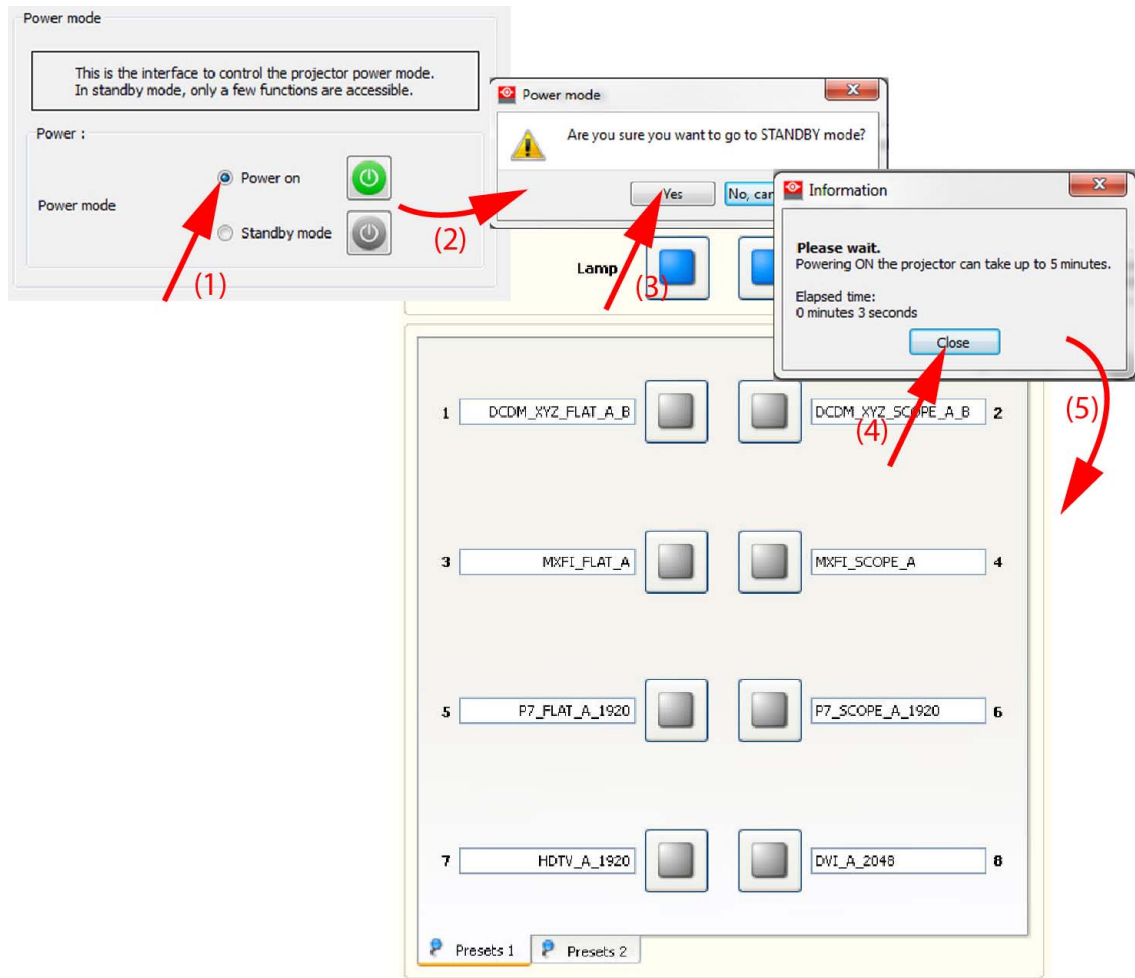 Power mode
This is the interface to control the projector power mode.
In standby mode, only a few functions are accessible.
Power :
Power on
Power mode
Standby mode
(1)
(2)
Power mode
Are you sure you want to go to STANDBY mode?
Yes
No, car
(3)
Information
Please wait.
Powering ON the projector can take up to 5 minutes.
Elapsed time:
0 minutes 3 seconds
Close
(4)
(5)
Lamp
1 DCDM_XYZ_FLAT_A_B
DCDM_XYZ_SCOPE_A_B 2
3 MXFI_FLAT_A
MXFI_SCOPE_A 4
5 P7_FLAT_A_1920
P7_SCOPE_A_1920 6
7 HDTV_A_1920
DVI_A_2048 8
Presets 1
Presets 2